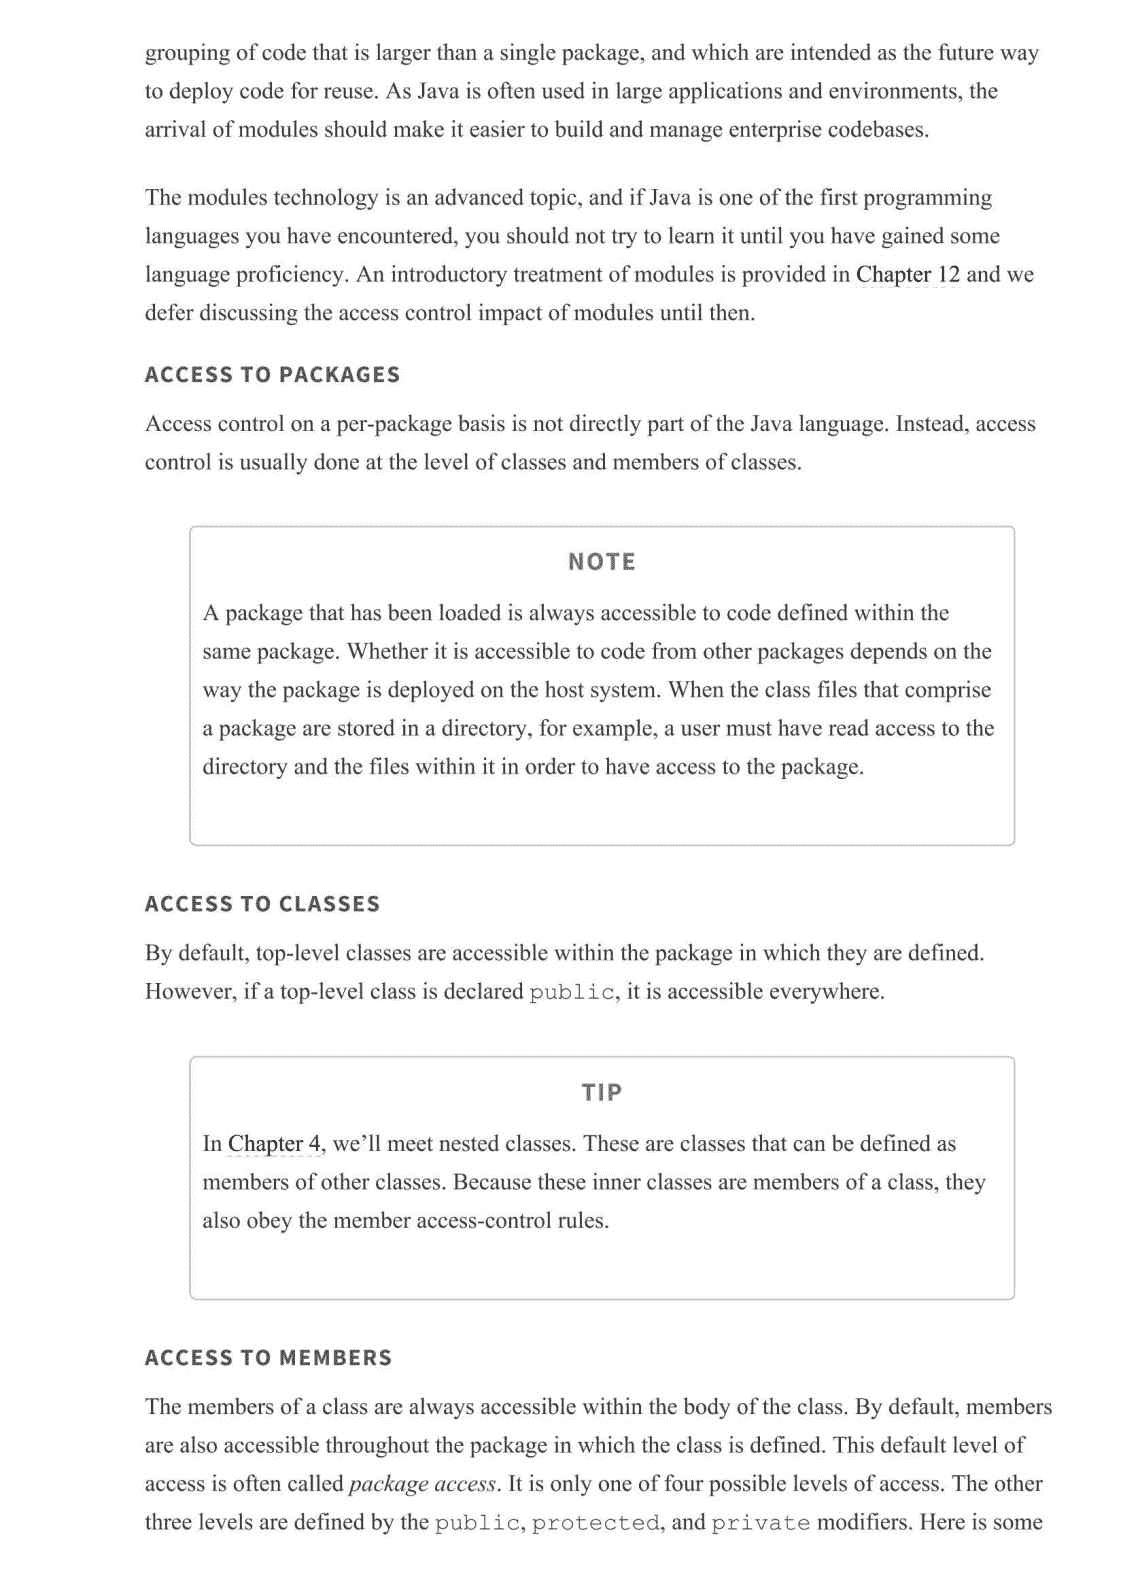 grouping of code that is larger than a single package, and which are intended as the future way
to deploy code for reuse. As Java is often used in large applications and environments, the
arrival of modules should make it easier to build and manage enterprise codebases.
The modules technology is an advanced topic, and if Java is one of the first programming
languages you have encountered, you should not try to learn it until you have gained some
language proficiency. An introductory treatment of modules is provided in Chapter 12 and we
defer discussing the access control impact of modules until then.
ACCESS TO PACKAGES
Access control on a per-package basis is not directly part of the Java language. Instead, access
control is usually done at the level of classes and members of classes.
NOTE
A package that has been loaded is always accessible to code defined within the
same package. Whether it is accessible to code from other packages depends on the
way the package is deployed on the host system. When the class files that comprise
a package are stored in a directory, for example, a user must have read access to the
directory and the files within it in order to have access to the package.
ACCESS TO CLASSES
By default, top-level classes are accessible within the package in which they are defined.
However, if a top-level class is declared public, it is accessible everywhere.
TIP
In Chapter 4, we’ll meet nested classes. These are classes that can be defined as
members of other classes. Because these inner classes are members of a class, they
also obey the member access-control rules.
ACCESS TO MEMBERS
The members of a class are always accessible within the body of the class. By default, members
are also accessible throughout the package in which the class is defined. This default level of
access is often called package access. It is only one of four possible levels of access. The other
three levels are defined by the public, protected, and private modifiers. Here is some